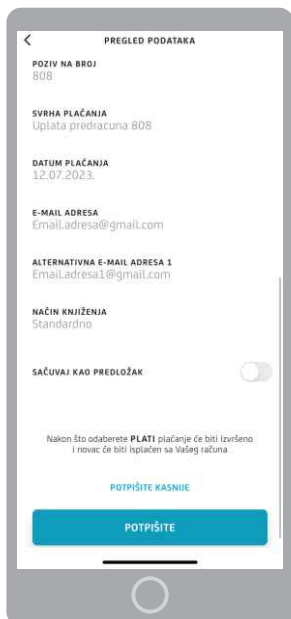 PREGLED PODATAKA
POZIV NA BROJ
808
SVRHA PLAĆANJA
Uplata predracuna 808
DATUM PLAĆANJA
12.07.2023.
E-MAIL ADRESA
Email.adresa@gmail.com
ALTERNATIVNA E-MAIL ADRESA 1
Email.adresa1@gmail.com
NAČIN KNJIŽENJA
Standardno
SAČUVAJ KAO PREDLOŽAK
Nakon što odaberete PLATI plaćanje će biti izvršeno
i novac će biti isplaćen sa Vašeg računa
POTPIŠITE KASNIJE
POTPIŠITE